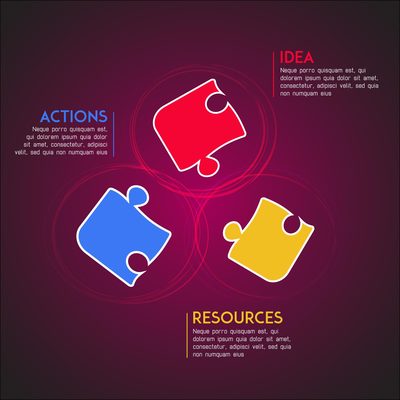 IDEA
Neque porro quisquam est, qui
dolorem ipsum quia dolor sit amet,
consectetur, adipisci velit, sed quia
non numquam eius
ACTIONS
Neque porro quisquam est,
qui dolorem ipsum quia dolor
sit amet, consectetur, adipisci
velit, sed quia non numquam eius
RESOURCES
Neque porro quisquam est, qui
dolorem ipsum quia dolor sit amet,
consectetur, adipisci velit, sed quia
non numquam eius